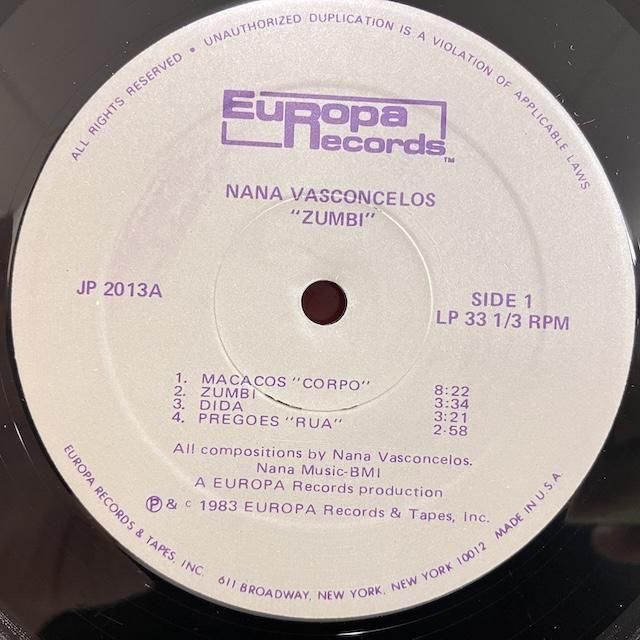 ALL RIGHTS RESERVED • UNAUTHORIZED DUPLICATION IS A VIOLATION OF APPLICABLE LAWS
EuRopa
Records™
NANA VASCONCELOS
"ZUMBI"
JP 2013A
SIDE 1
LP 33 1/3 RPM
1. MACACOS "CORPO" 8:22
2. ZUMBI 3:34
3. DIDA 3:21
4. PREGOES "RUA" 2:58
All compositions by Nana Vasconcelos.
Nana Music-BMI
A EUROPA Records production
℗ & c 1983 EUROPA Records & Tapes, Inc.
EUROPA RECORDS & TAPES, INC. 611 BROADWAY, NEW YORK, NEW YORK 10012 MADE IN U.S.A.